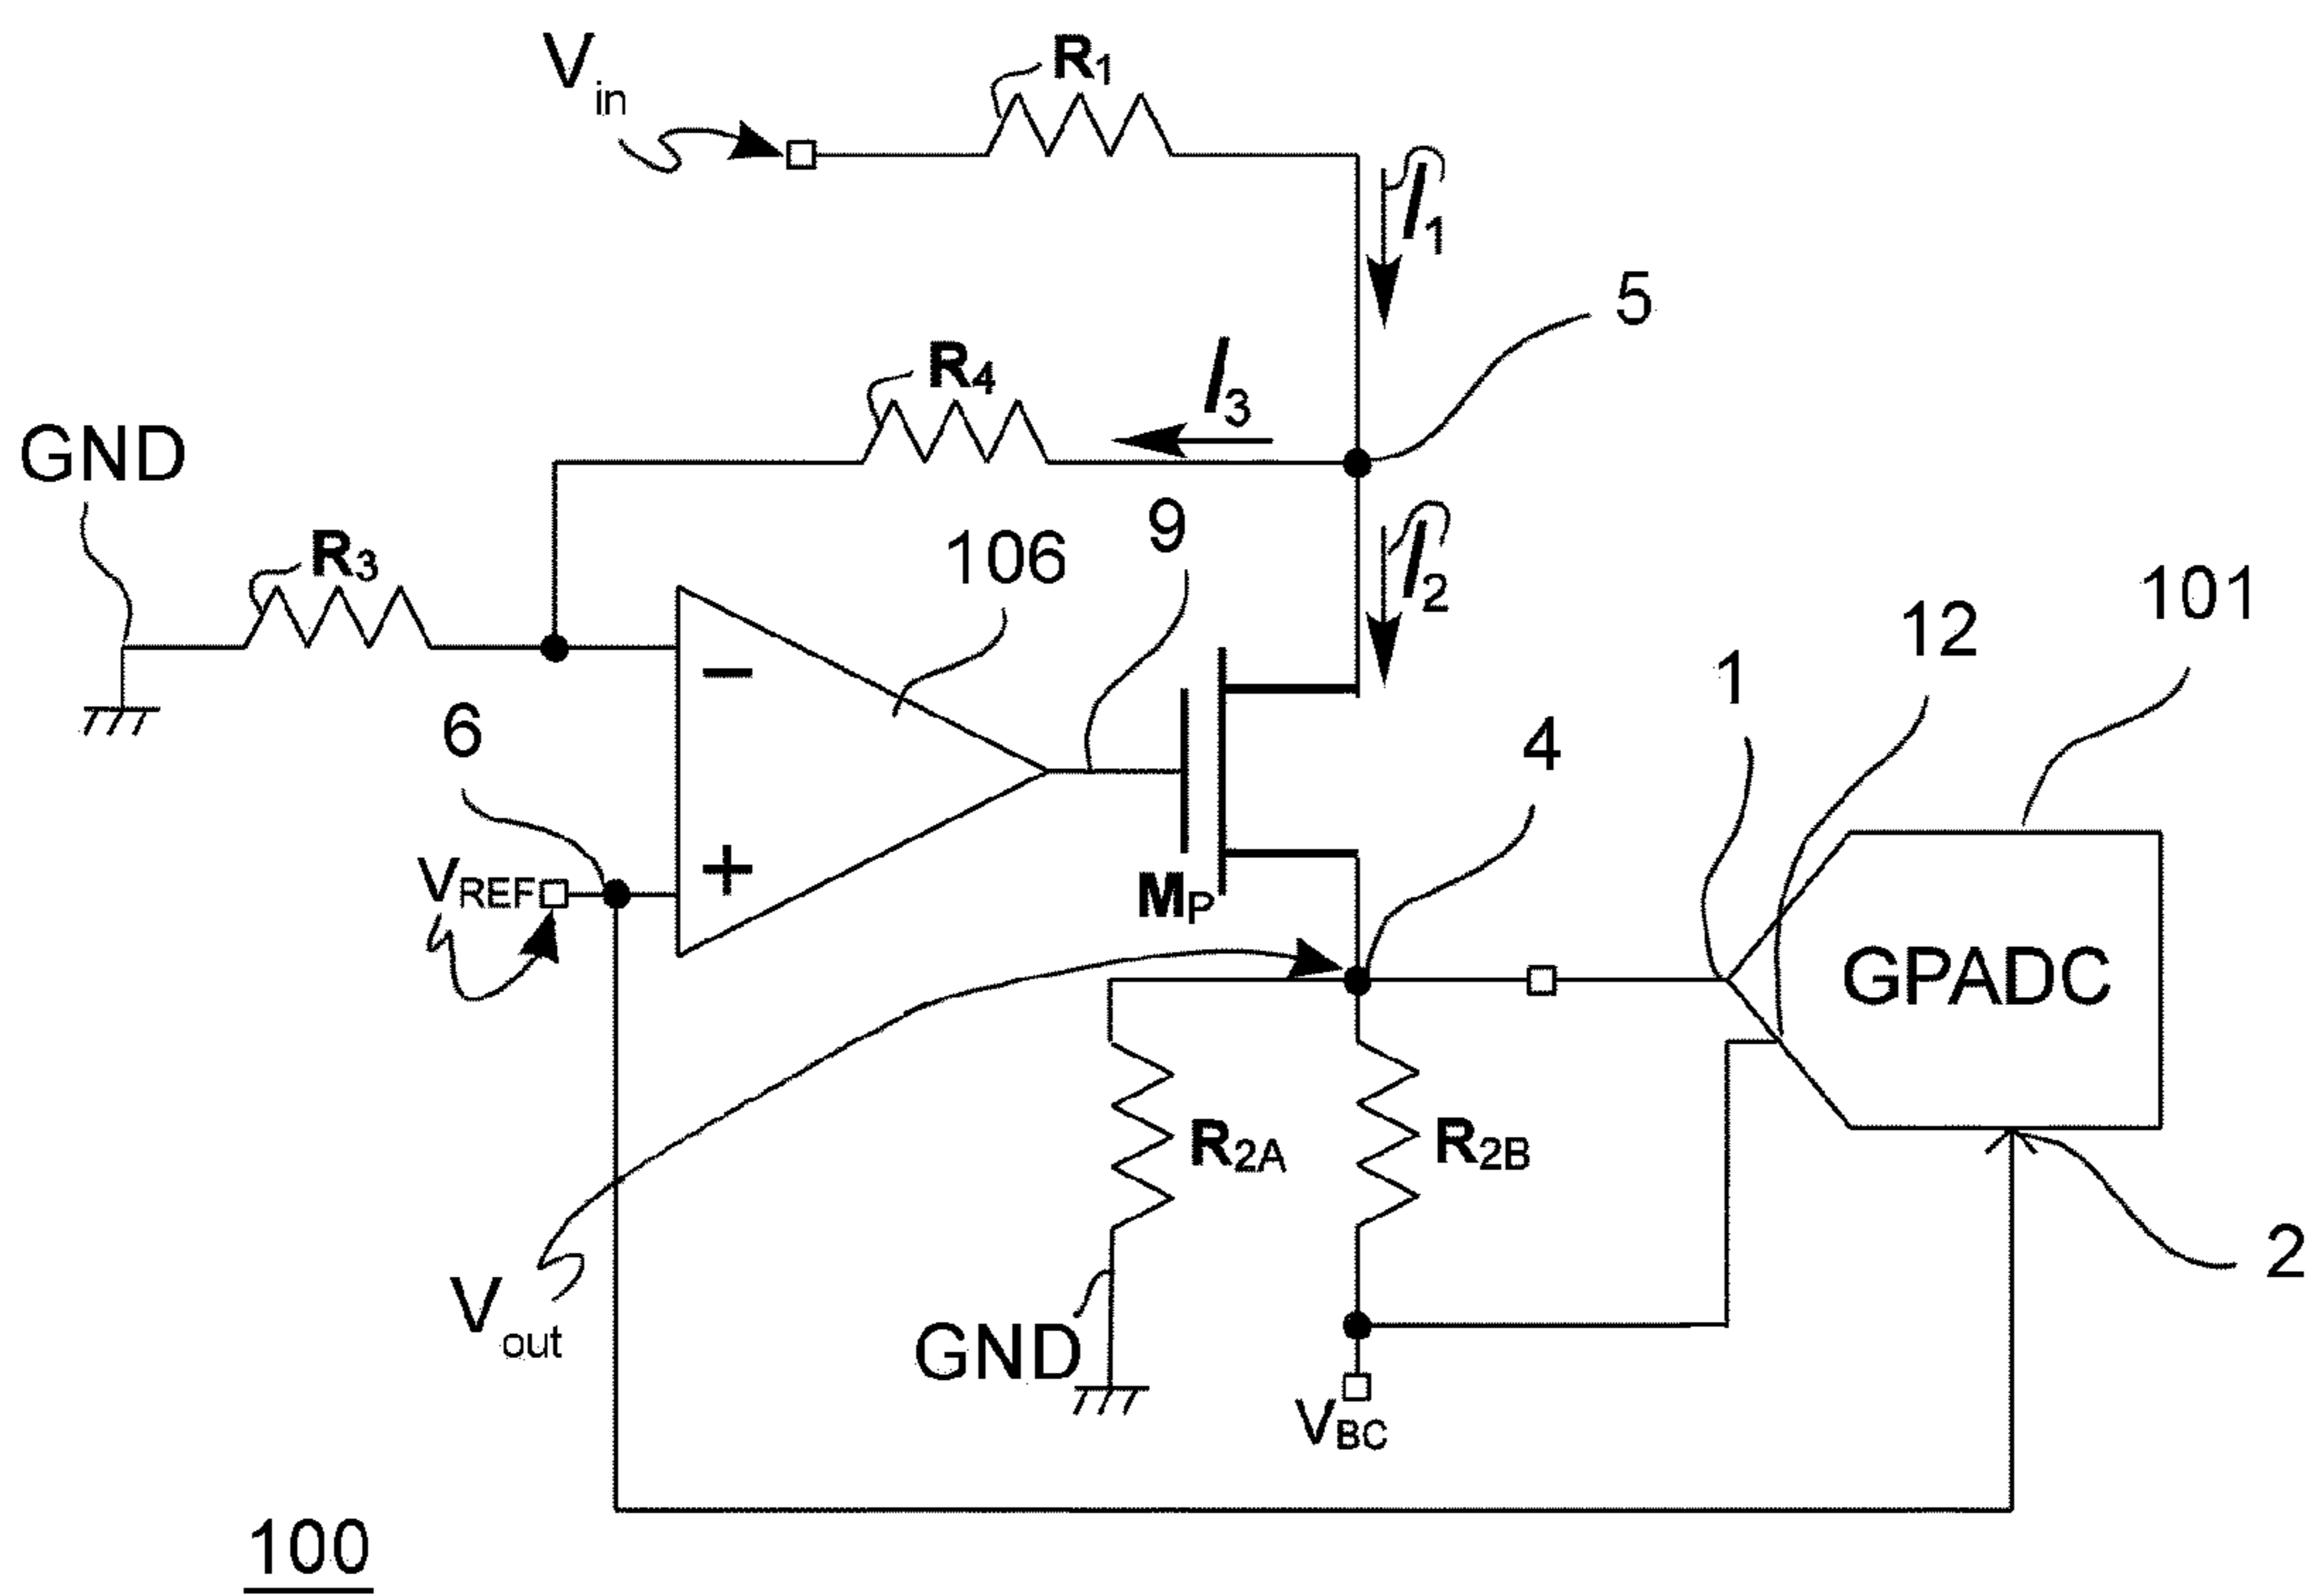 Vin
R1
I1
5
R4
I3
GND
R3
106
9
I2
101
12
1
6
4
VREF
MP
GPADC
R2A
R2B
2
Vout
GND
VBC
100